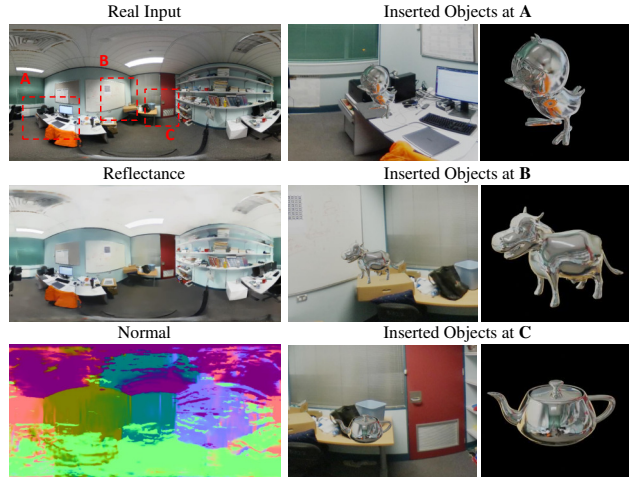 Real Input
Inserted Objects at A
A
B
C
Reflectance
Inserted Objects at B
Normal
Inserted Objects at C